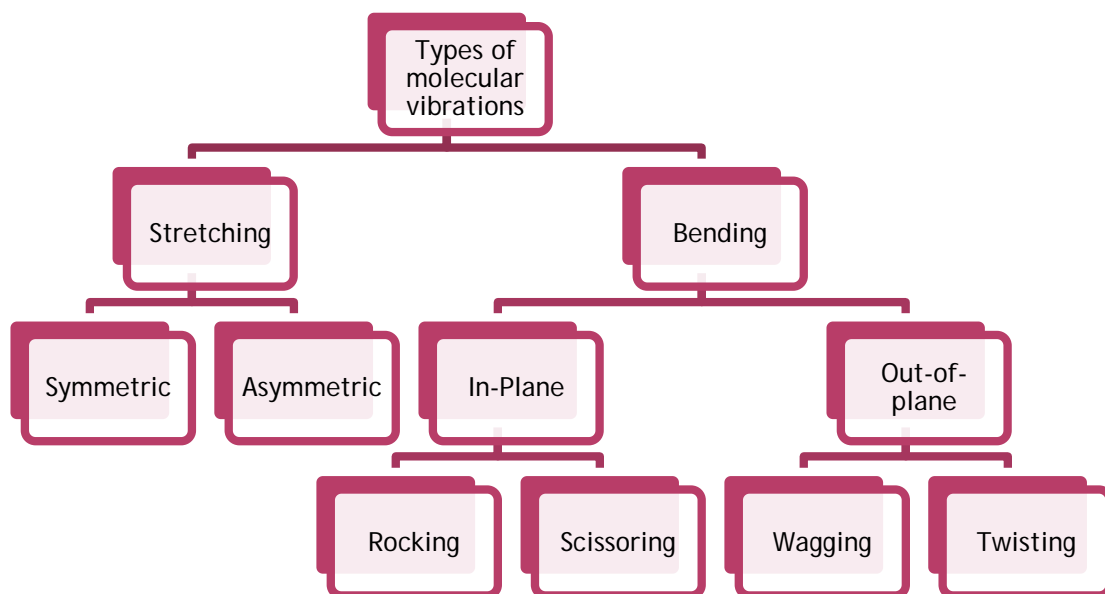 Types of
molecular
vibrations
Stretching
Bending
Symmetric
Asymmetric
In-Plane
Out-of-
plane
Rocking
Scissoring
Wagging
Twisting